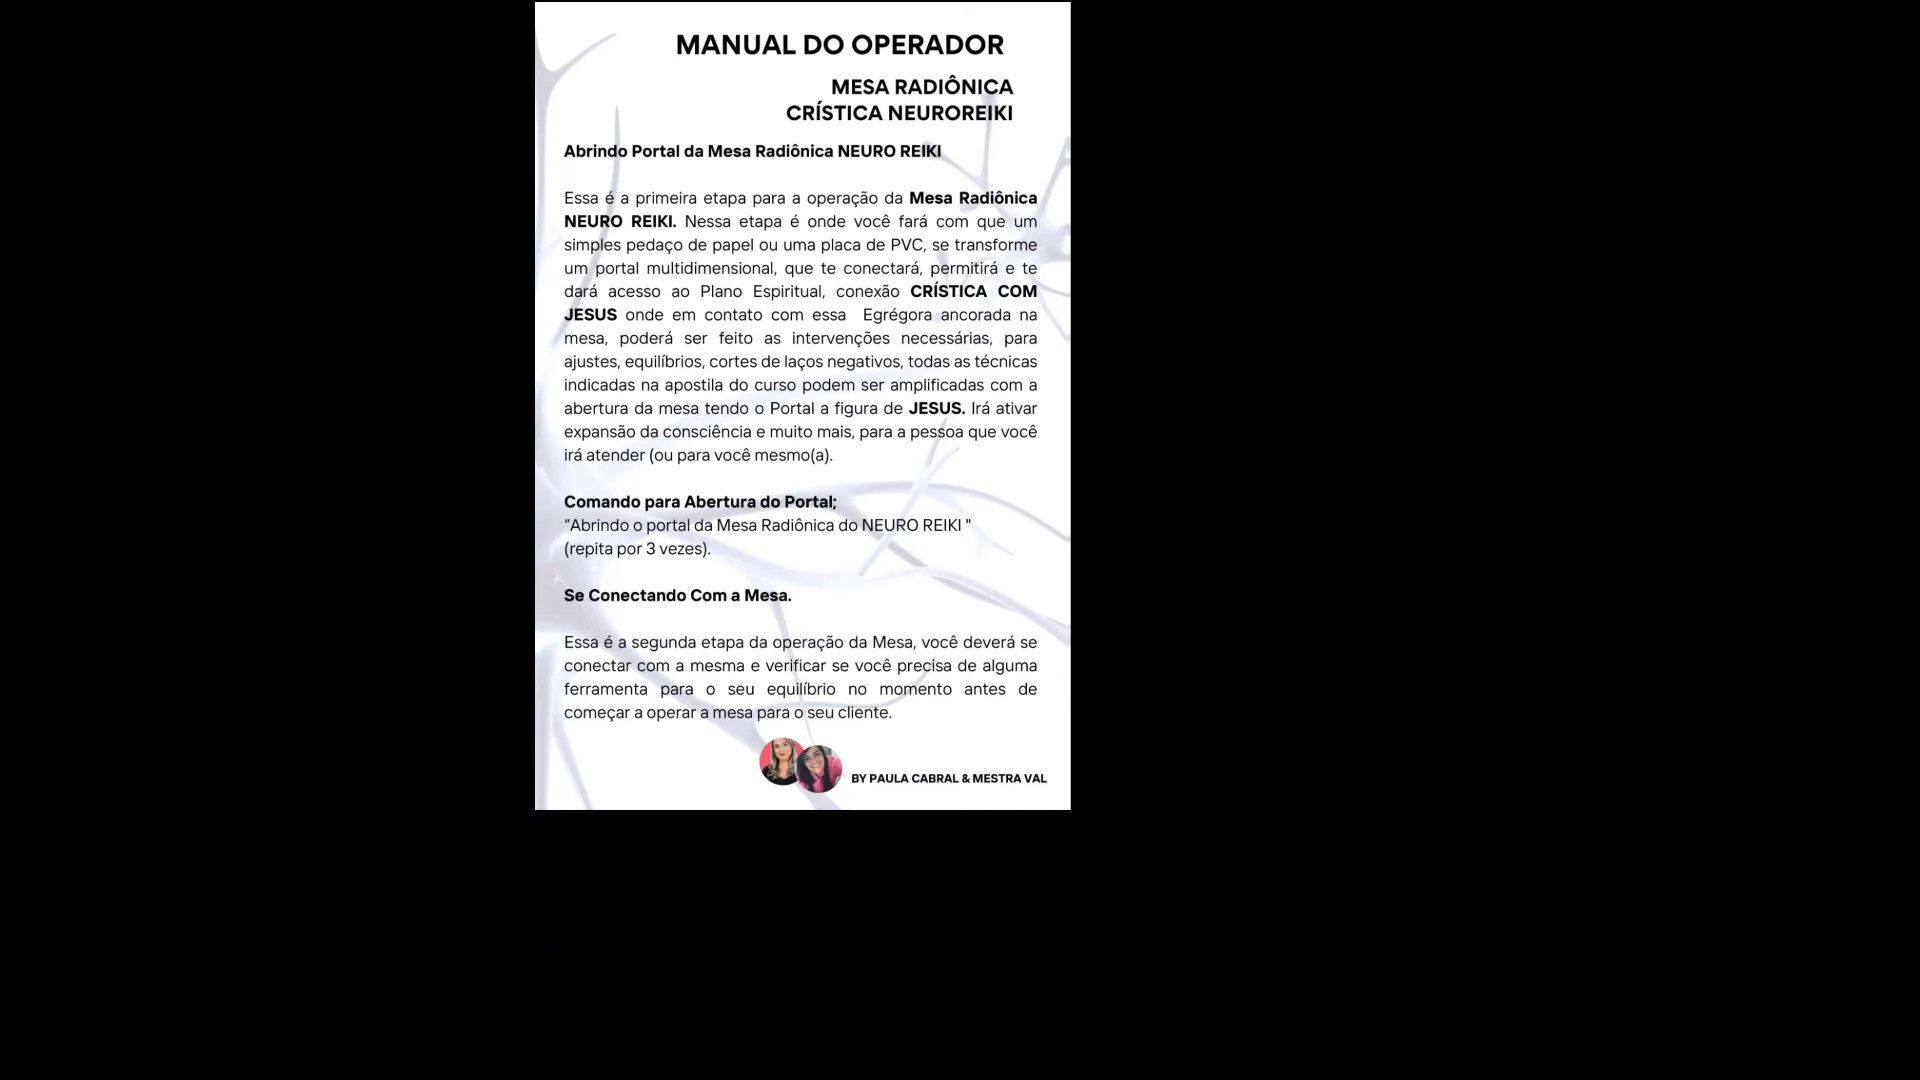 MANUAL DO OPERADOR
MESA RADIÔNICA
CRÍSTICA NEUROREIKI
Abrindo Portal da Mesa Radiônica NEURO REIKI
Essa é a primeira etapa para a operação da Mesa Radiônica
NEURO REIKI. Nessa etapa é onde você fará com que um
simples pedaço de papel ou uma placa de PVC, se transforme
um portal multidimensional, que te conectará, permitirá e te
dará acesso ao Plano Espiritual, conexão CRÍSTICA COM
JESUS onde em contato com essa  Egrégora ancorada na
mesa, poderá ser feito as intervenções necessárias, para
ajustes, equilíbrios, cortes de laços negativos, todas as técnicas
indicadas na apostila do curso podem ser amplificadas com a
abertura da mesa tendo o Portal a figura de JESUS. Irá ativar
expansão da consciência e muito mais, para a pessoa que você
irá atender (ou para você mesmo(a).
Comando para Abertura do Portal;
“Abrindo o portal da Mesa Radiônica do NEURO REIKI "
(repita por 3 vezes).
Se Conectando Com a Mesa.
Essa é a segunda etapa da operação da Mesa, você deverá se
conectar com a mesma e verificar se você precisa de alguma
ferramenta para o seu equilíbrio no momento antes de
começar a operar a mesa para o seu cliente.
BY PAULA CABRAL & MESTRA VAL